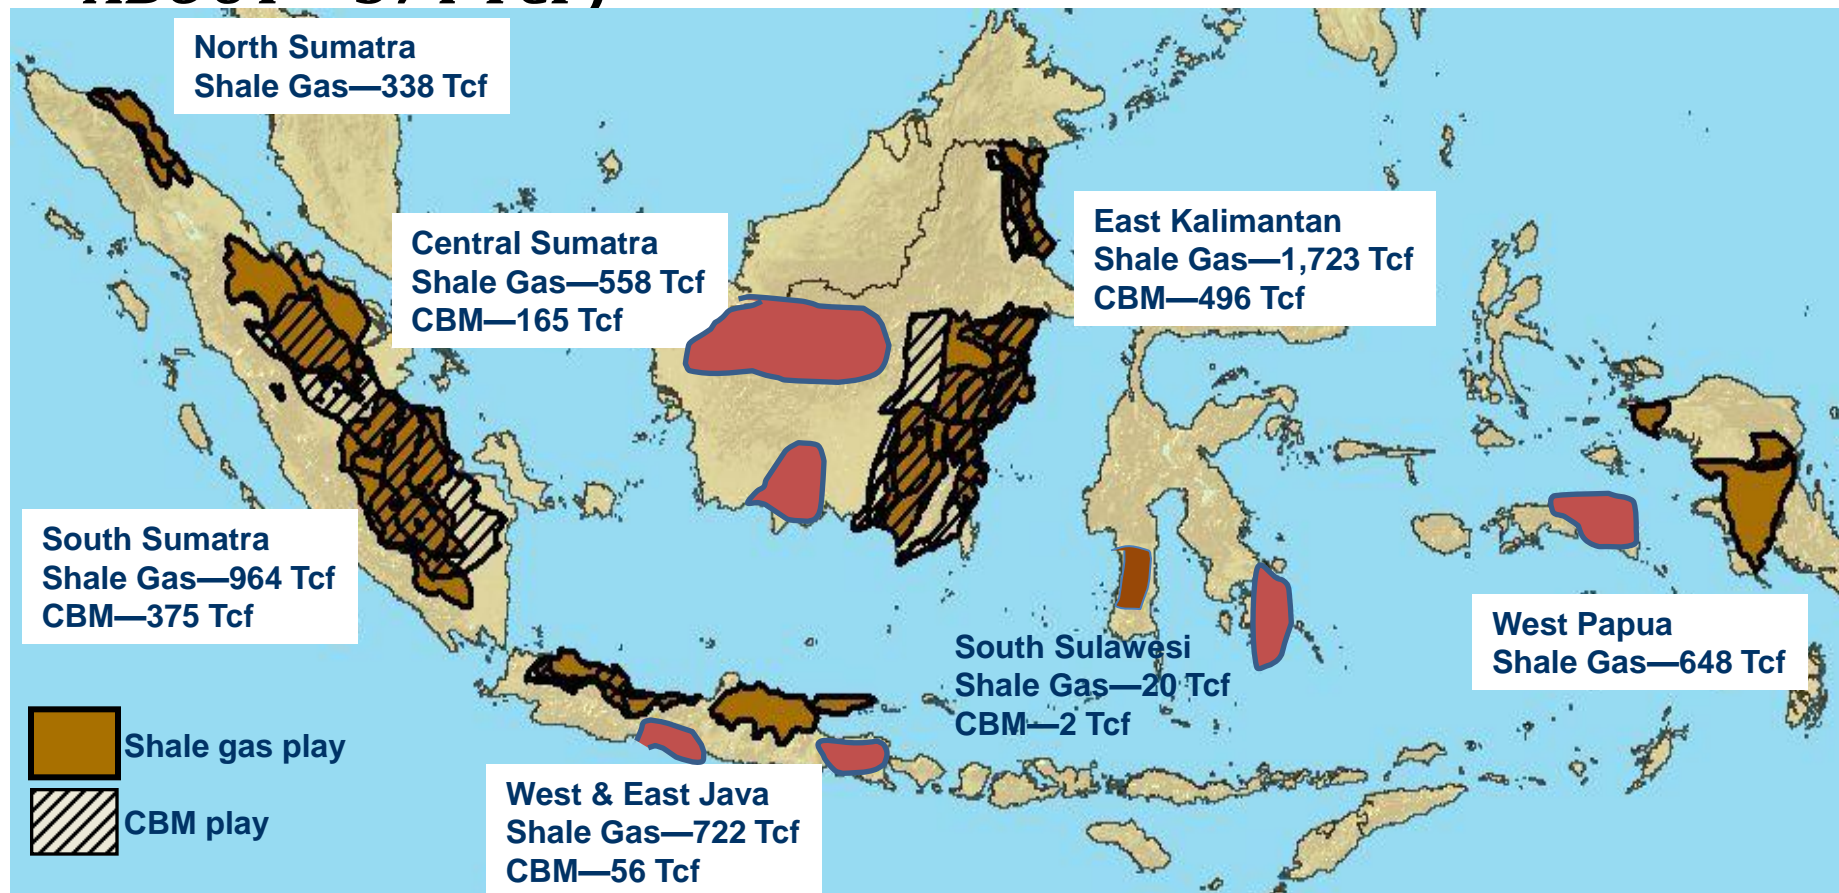 North Sumatra
Shale Gas—338 Tcf
Central Sumatra
Shale Gas—558 Tcf
CBM—165 Tcf
East Kalimantan
Shale Gas—1,723 Tcf
CBM—496 Tcf
South Sumatra
Shale Gas—964 Tcf
CBM—375 Tcf
South Sulawesi
Shale Gas—20 Tcf
CBM—2 Tcf
West Papua
Shale Gas—648 Tcf
Shale gas play
CBM play
West & East Java
Shale Gas—722 Tcf
CBM—56 Tcf